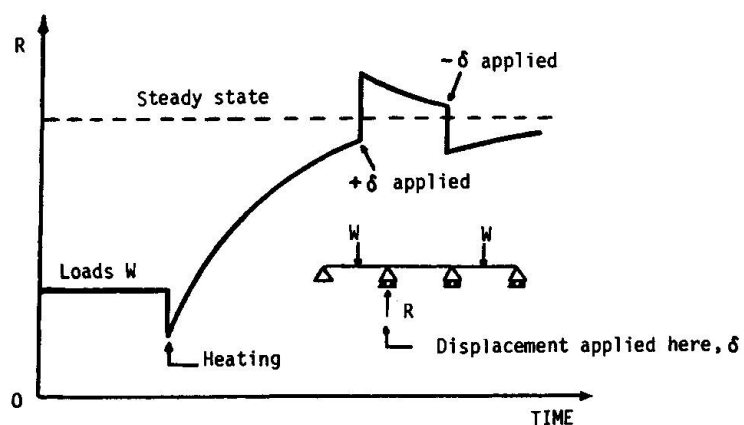 R
-δ applied
Steady state
+δ applied
W W
Loads W
R
Heating
Displacement applied here, δ
0
TIME